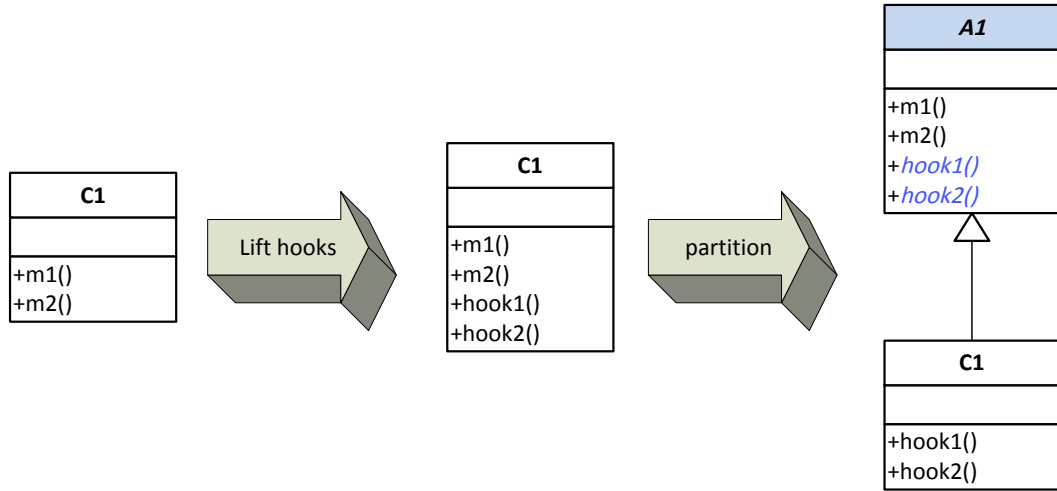 C1
+m1()
+m2()
Lift hooks
C1
+m1()
+m2()
+hook1()
+hook2()
partition
A1
+m1()
+m2()
+hook1()
+hook2()
C1
+hook1()
+hook2()